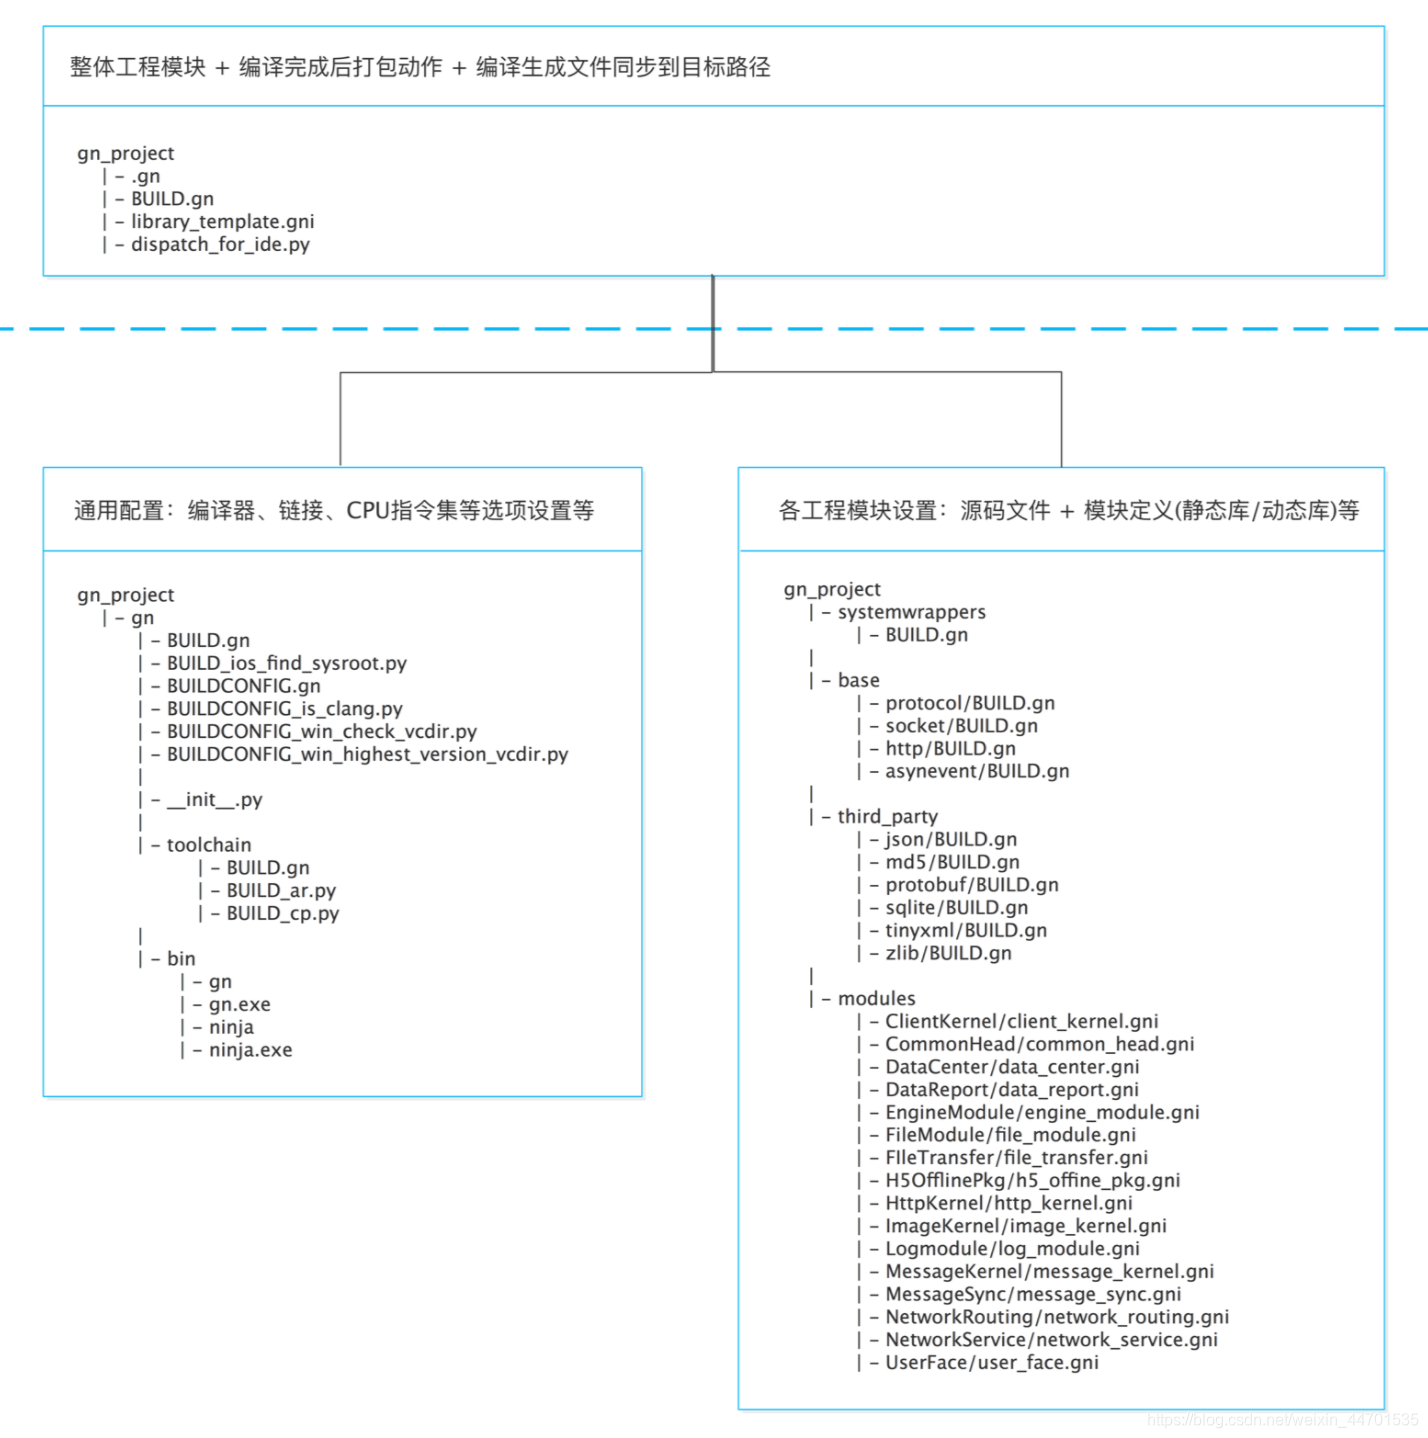 整体工程模块 + 编译完成后打包动作 + 编译生成文件同步到目标路径
gn_project
|- .gn
|- BUILD.gn
|- library_template.gni
|- dispatch_for_ide.py
通用配置：编译器、链接、CPU指令集等选项设置等
gn_project
|- gn
|- BUILD.gn
|- BUILD_ios_find_sysroot.py
|- BUILDCONFIG.gn
|- BUILDCONFIG_is_clang.py
|- BUILDCONFIG_win_check_vcdir.py
|- BUILDCONFIG_win_highest_version_vcdir.py
|
|- __init__.py
|
|- toolchain
|- BUILD.gn
|- BUILD_ar.py
|- BUILD_cp.py
|
|- bin
|- gn
|- gn.exe
|- ninja
|- ninja.exe
各工程模块设置：源码文件 + 模块定义(静态库/动态库)等
gn_project
|- systemwrappers
|- BUILD.gn
|
|- base
|- protocol/BUILD.gn
|- socket/BUILD.gn
|- http/BUILD.gn
|- asynevent/BUILD.gn
|
|- third_party
|- json/BUILD.gn
|- md5/BUILD.gn
|- protobuf/BUILD.gn
|- sqlite/BUILD.gn
|- tinyxml/BUILD.gn
|- zlib/BUILD.gn
|
|- modules
|- ClientKernel/client_kernel.gni
|- CommonHead/common_head.gni
|- DataCenter/data_center.gni
|- DataReport/data_report.gni
|- EngineModule/engine_module.gni
|- FileModule/file_module.gni
|- FIleTransfer/file_transfer.gni
|- H5OfflinePkg/h5_offine_pkg.gni
|- HttpKernel/http_kernel.gni
|- ImageKernel/image_kernel.gni
|- Logmodule/log_module.gni
|- MessageKernel/message_kernel.gni
|- MessageSync/message_sync.gni
|- NetworkRouting/network_routing.gni
|- NetworkService/network_service.gni
|- UserFace/user_face.gni
https://blog.csdn.net/weixin_44701535